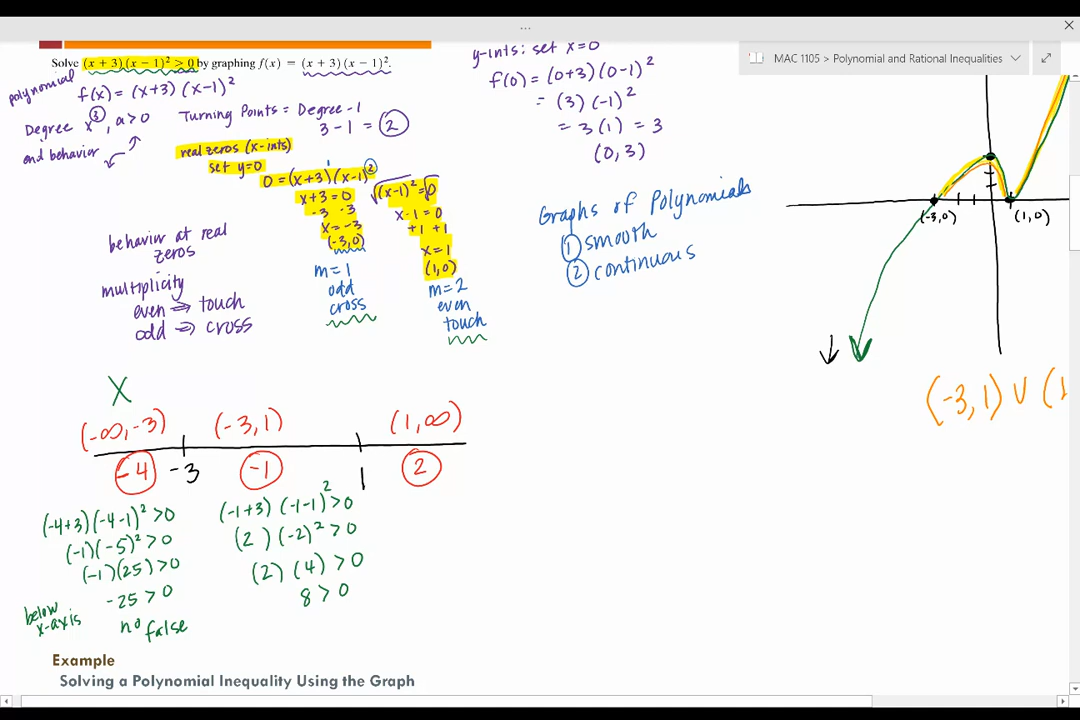 Solve (x + 3)(x − 1)² > 0 by graphing f(x) = (x + 3)(x − 1)².
polynomial
f(x) = (x+3)(x-1)²
Degree x³, a>0
end behavior
Turning Points = Degree -1
3-1 = 2
real zeros (x-ints)
set y=0
0 = (x+3)¹(x-1)²
x+3=0
-3 -3
x=-3
(-3,0)
m=1
odd
cross
√(x-1)² = √0
x-1=0
+1 +1
x=1
(1,0)
m=2
even
touch
behavior at real
zeros
multiplicity
even ⇒ touch
odd ⇒ cross
y-ints: set x=0
f(0) = (0+3)(0-1)²
= (3)(-1)²
= 3(1) = 3
(0,3)
Graphs of Polynomials
① smooth
② continuous
MAC 1105 > Polynomial and Rational Inequalities
(-3,0)
(1,0)
(-3,1) ∪ (1
X
(-∞,-3)
(-3,1)
(1,∞)
-4
-3
-1
1
2
(-4+3)(-4-1)²>0
(-1)(-5)²>0
(-1)(25)>0
-25>0
no false
below
x-axis
(-1+3)(-1-1)²>0
(2)(-2)²>0
(2)(4)>0
8>0
Example
Solving a Polynomial Inequality Using the Graph